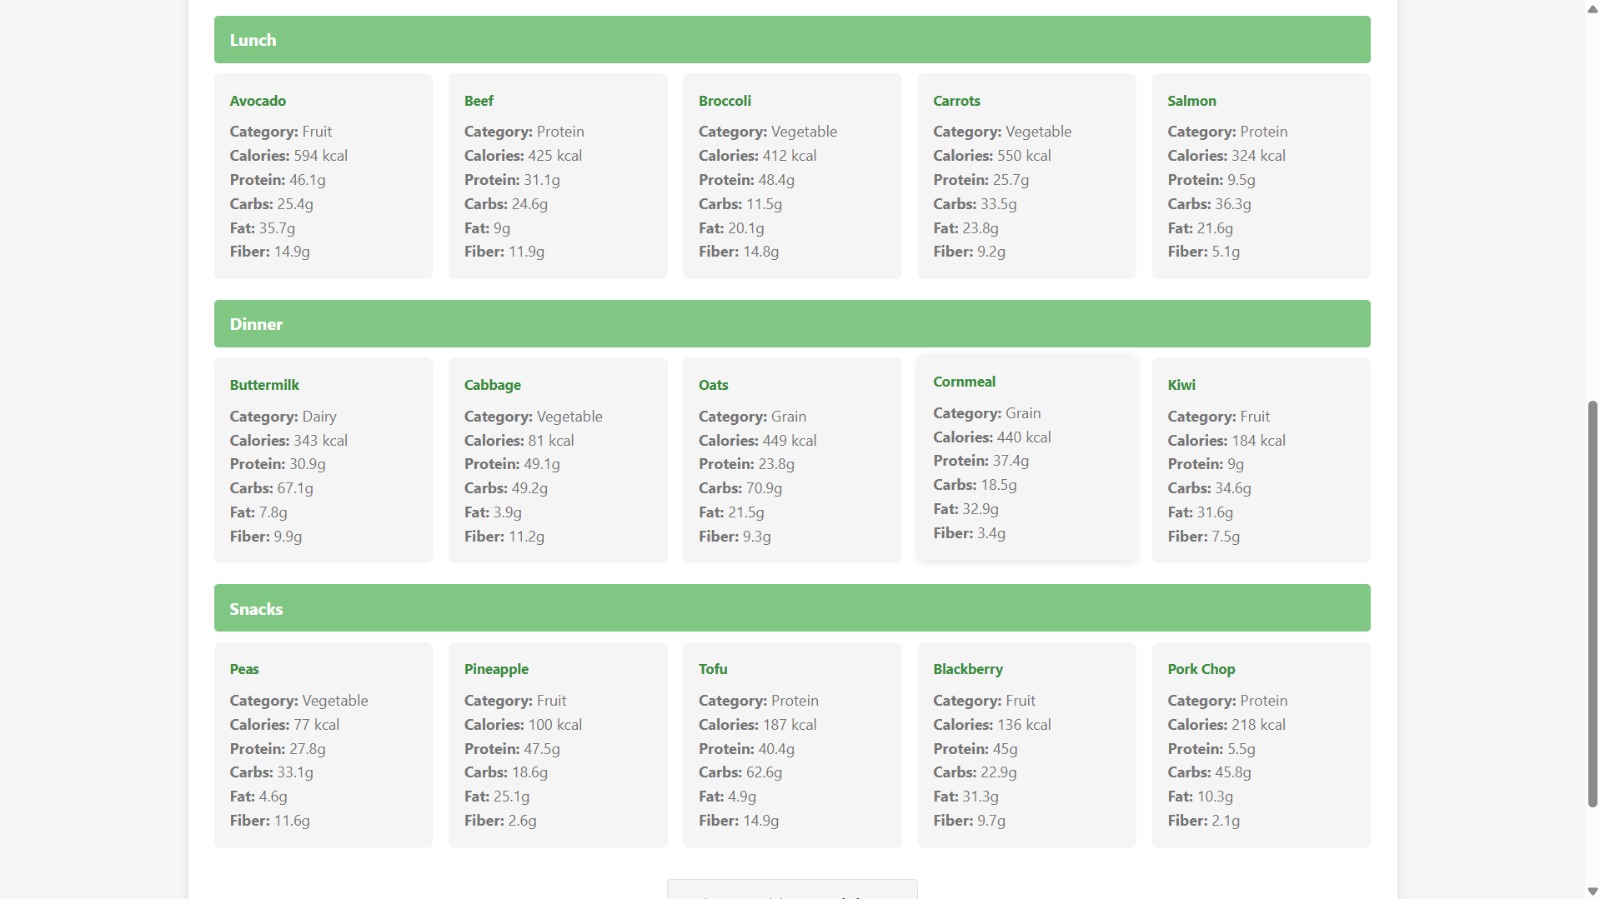 Lunch
Avocado
Category: Fruit
Calories: 594 kcal
Protein: 46.1g
Carbs: 25.4g
Fat: 35.7g
Fiber: 14.9g
Beef
Category: Protein
Calories: 425 kcal
Protein: 31.1g
Carbs: 24.6g
Fat: 9g
Fiber: 11.9g
Broccoli
Category: Vegetable
Calories: 412 kcal
Protein: 48.4g
Carbs: 11.5g
Fat: 20.1g
Fiber: 14.8g
Carrots
Category: Vegetable
Calories: 550 kcal
Protein: 25.7g
Carbs: 33.5g
Fat: 23.8g
Fiber: 9.2g
Salmon
Category: Protein
Calories: 324 kcal
Protein: 9.5g
Carbs: 36.3g
Fat: 21.6g
Fiber: 5.1g
Dinner
Buttermilk
Category: Dairy
Calories: 343 kcal
Protein: 30.9g
Carbs: 67.1g
Fat: 7.8g
Fiber: 9.9g
Cabbage
Category: Vegetable
Calories: 81 kcal
Protein: 49.1g
Carbs: 49.2g
Fat: 3.9g
Fiber: 11.2g
Oats
Category: Grain
Calories: 449 kcal
Protein: 23.8g
Carbs: 70.9g
Fat: 21.5g
Fiber: 9.3g
Cornmeal
Category: Grain
Calories: 440 kcal
Protein: 37.4g
Carbs: 18.5g
Fat: 32.9g
Fiber: 3.4g
Kiwi
Category: Fruit
Calories: 184 kcal
Protein: 9g
Carbs: 34.6g
Fat: 31.6g
Fiber: 7.5g
Snacks
Peas
Category: Vegetable
Calories: 77 kcal
Protein: 27.8g
Carbs: 33.1g
Fat: 4.6g
Fiber: 11.6g
Pineapple
Category: Fruit
Calories: 100 kcal
Protein: 47.5g
Carbs: 18.6g
Fat: 25.1g
Fiber: 2.6g
Tofu
Category: Protein
Calories: 187 kcal
Protein: 40.4g
Carbs: 62.6g
Fat: 4.9g
Fiber: 14.9g
Blackberry
Category: Fruit
Calories: 136 kcal
Protein: 45g
Carbs: 22.9g
Fat: 31.3g
Fiber: 9.7g
Pork Chop
Category: Protein
Calories: 218 kcal
Protein: 5.5g
Carbs: 45.8g
Fat: 10.3g
Fiber: 2.1g